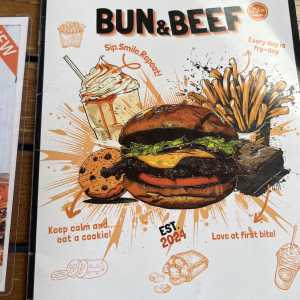 BUN&BEEF
Sip.Smile.Repeat!
Every day is
fry-day
Keep calm and
eat a cookie!
EST.
2024
Love at first bite!